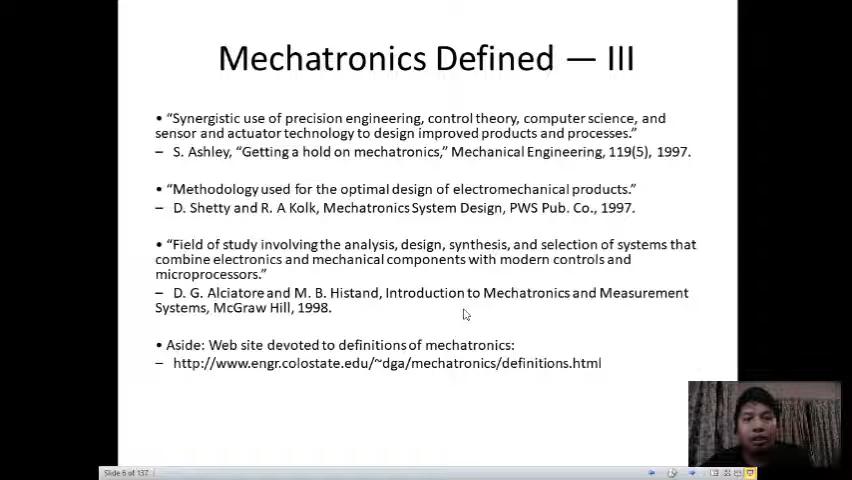 Mechatronics Defined — III
• “Synergistic use of precision engineering, control theory, computer science, and
sensor and actuator technology to design improved products and processes.”
– S. Ashley, “Getting a hold on mechatronics,” Mechanical Engineering, 119(5), 1997.
• “Methodology used for the optimal design of electromechanical products.”
– D. Shetty and R. A Kolk, Mechatronics System Design, PWS Pub. Co., 1997.
• “Field of study involving the analysis, design, synthesis, and selection of systems that
combine electronics and mechanical components with modern controls and
microprocessors.”
– D. G. Alciatore and M. B. Histand, Introduction to Mechatronics and Measurement
Systems, McGraw Hill, 1998.
• Aside: Web site devoted to definitions of mechatronics:
– http://www.engr.colostate.edu/~dga/mechatronics/definitions.html
Slide 6 of 137